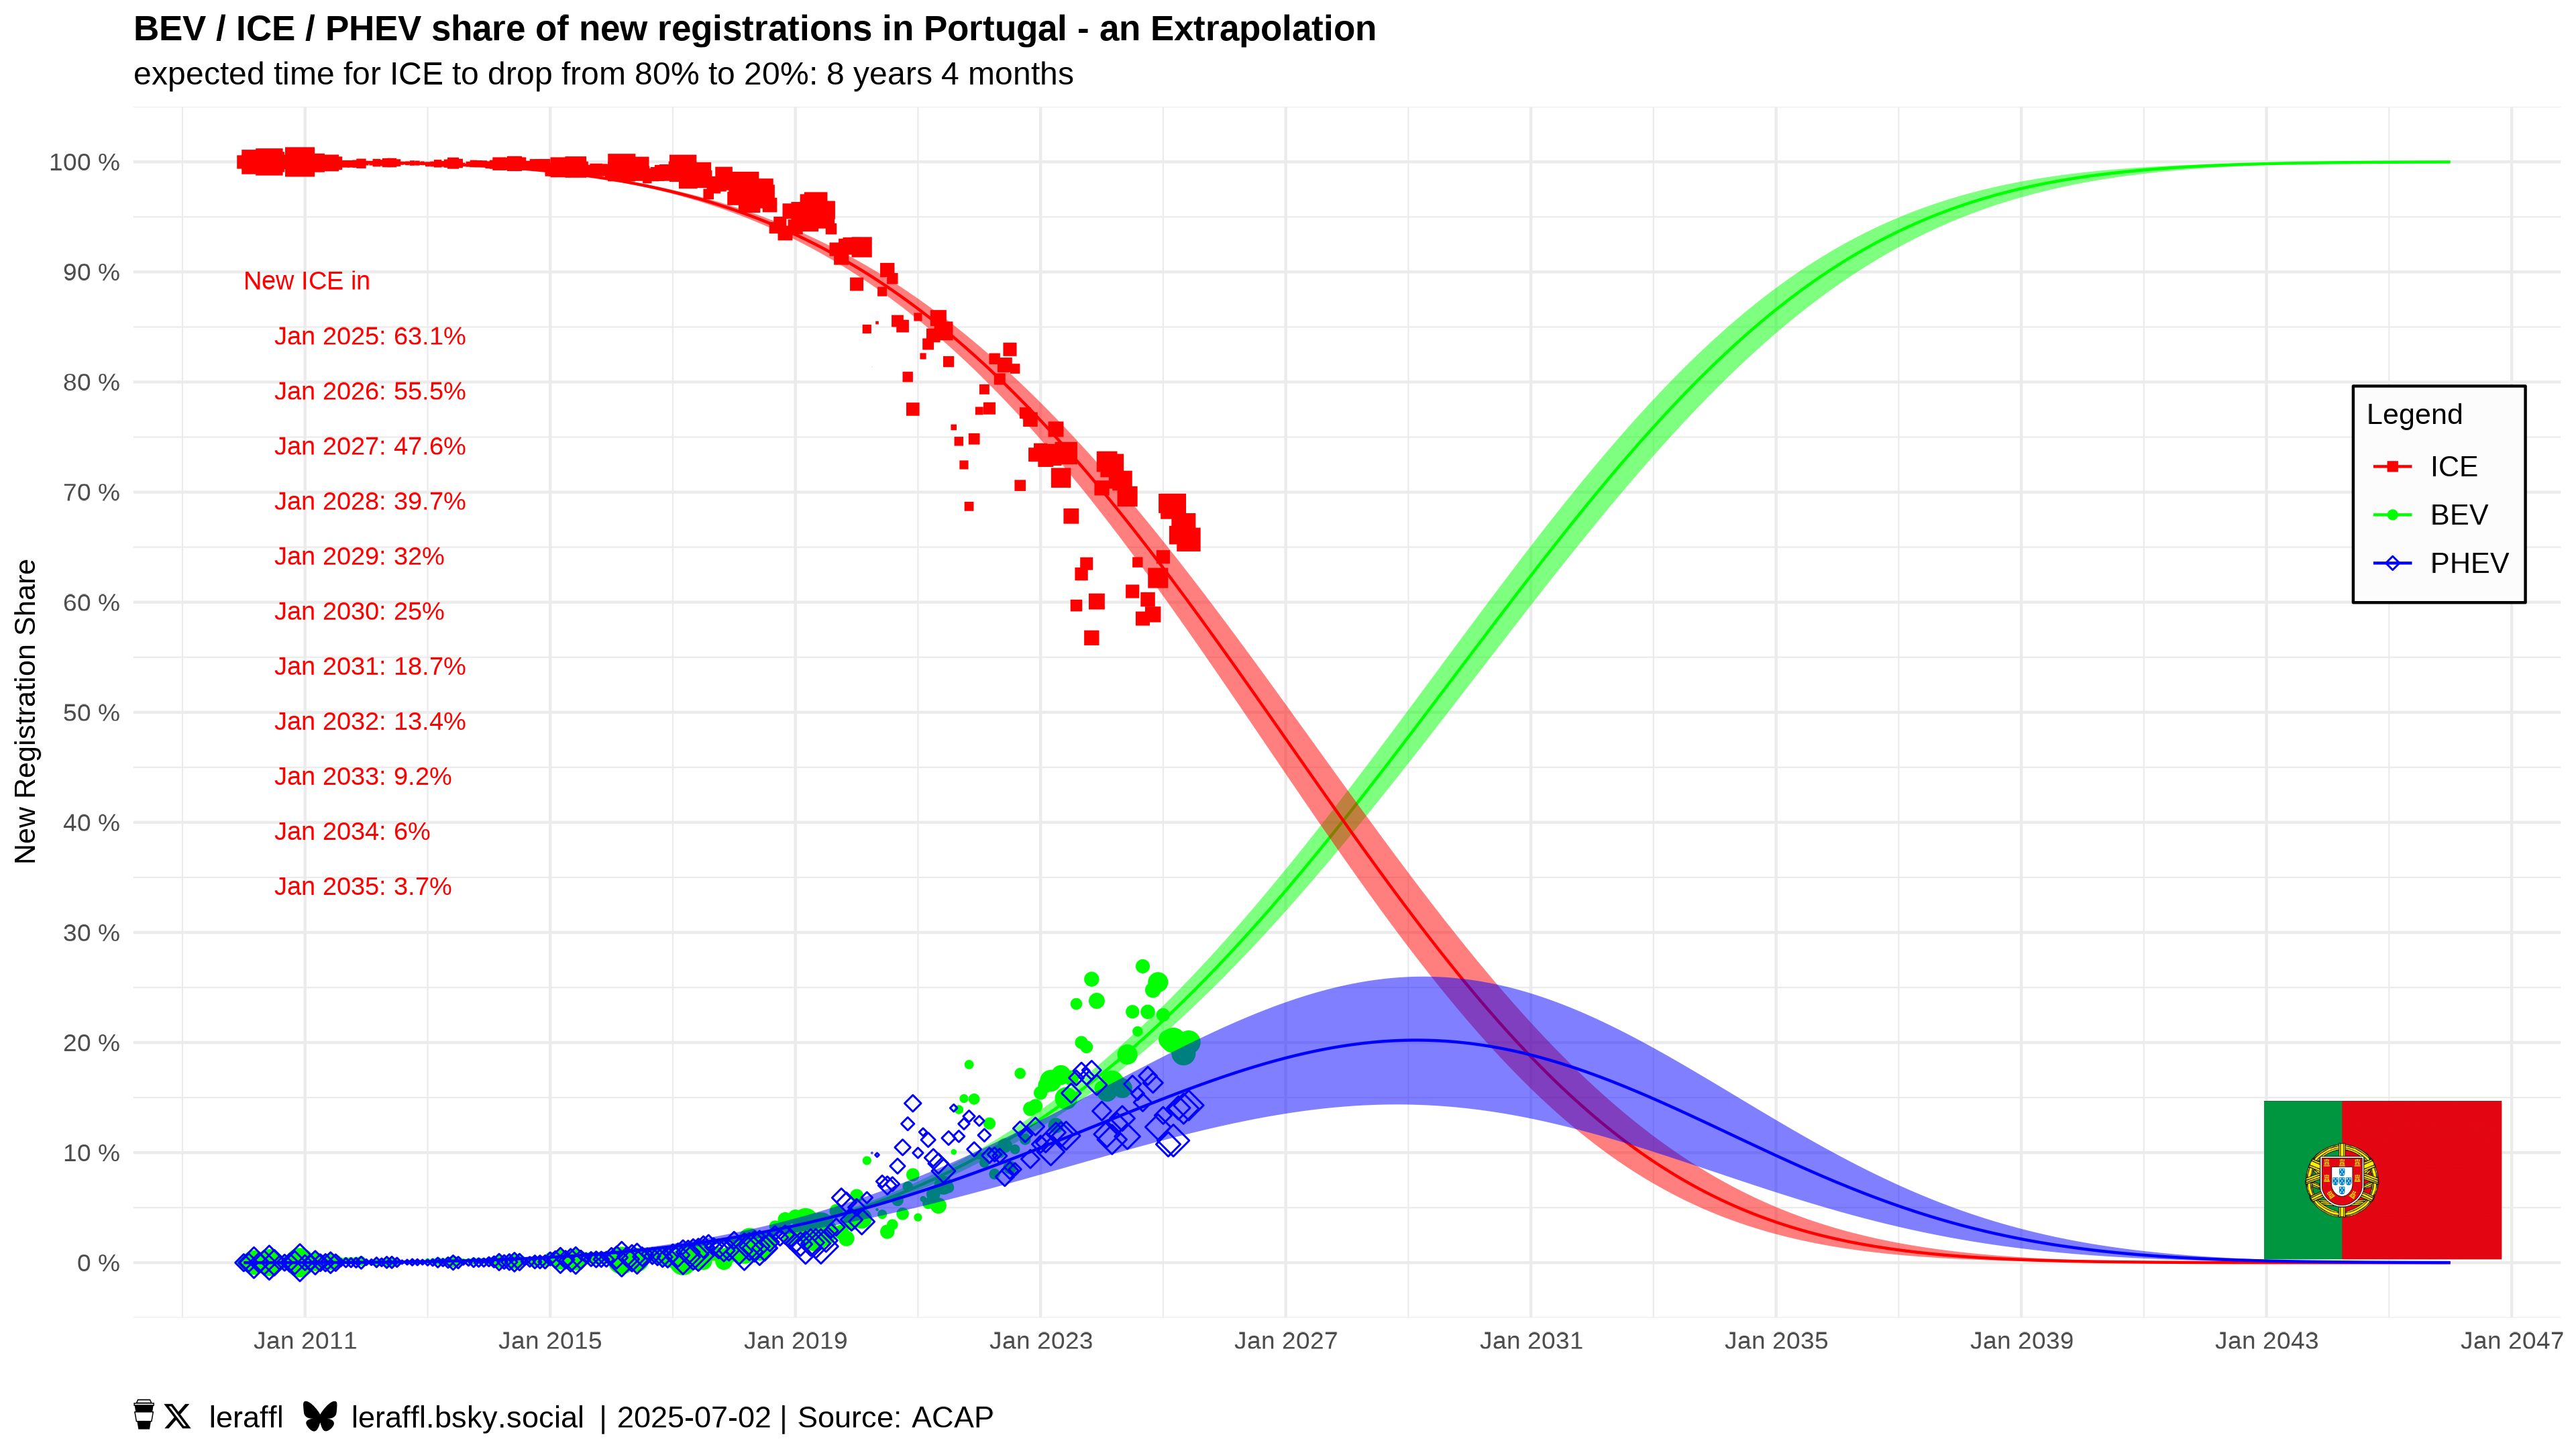 BEV / ICE / PHEV share of new registrations in Portugal - an Extrapolation
expected time for ICE to drop from 80% to 20%: 8 years 4 months
New Registration Share
100 %
90 %
80 %
70 %
60 %
50 %
40 %
30 %
20 %
10 %
0 %
New ICE in
Jan 2025: 63.1%
Jan 2026: 55.5%
Jan 2027: 47.6%
Jan 2028: 39.7%
Jan 2029: 32%
Jan 2030: 25%
Jan 2031: 18.7%
Jan 2032: 13.4%
Jan 2033: 9.2%
Jan 2034: 6%
Jan 2035: 3.7%
Legend
ICE
BEV
PHEV
Jan 2011 Jan 2015 Jan 2019 Jan 2023 Jan 2027 Jan 2031 Jan 2035 Jan 2039 Jan 2043 Jan 2047
leraffl leraffl.bsky.social | 2025-07-02 | Source: ACAP